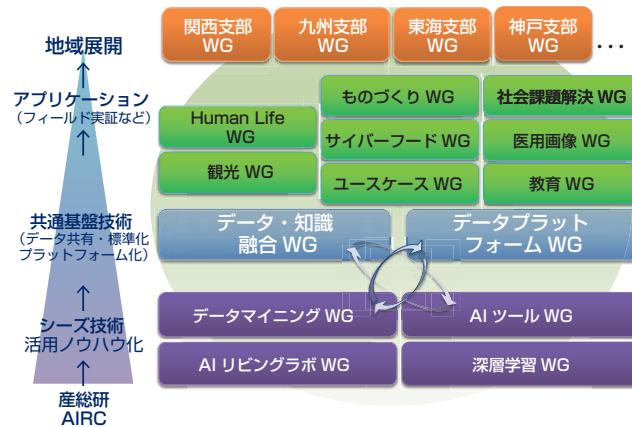 地域展開
アプリケーション
(フィールド実証など)
共通基盤技術
(データ共有・標準化
プラットフォーム化)
シーズ技術
活用ノウハウ化
産総研
AIRC
関西支部
WG
九州支部
WG
東海支部
WG
神戸支部
WG
...
Human Life
WG
観光 WG
ものづくり WG
サイバーフード WG
ユースケース WG
社会課題解決 WG
医用画像 WG
教育 WG
データ・知識
融合 WG
データプラット
フォーム WG
データマイニング WG
AI ツール WG
AI リビングラボ WG
深層学習 WG